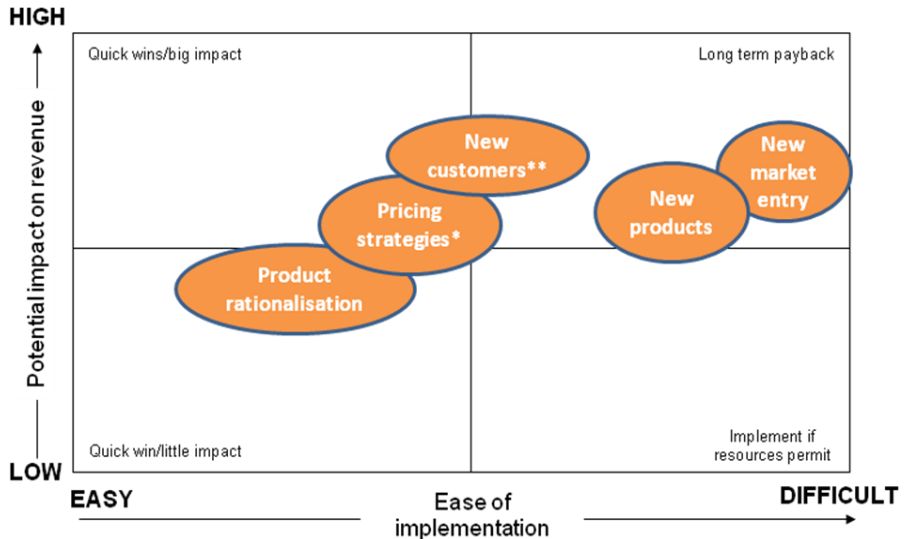 HIGH
Quick wins/big impact
Long term payback
New
customers**
New
market
entry
Pricing
strategies*
New
products
Product
rationalisation
Potential impact on revenue
Quick win/little impact
Implement if
resources permit
LOW
EASY
Ease of
implementation
DIFFICULT